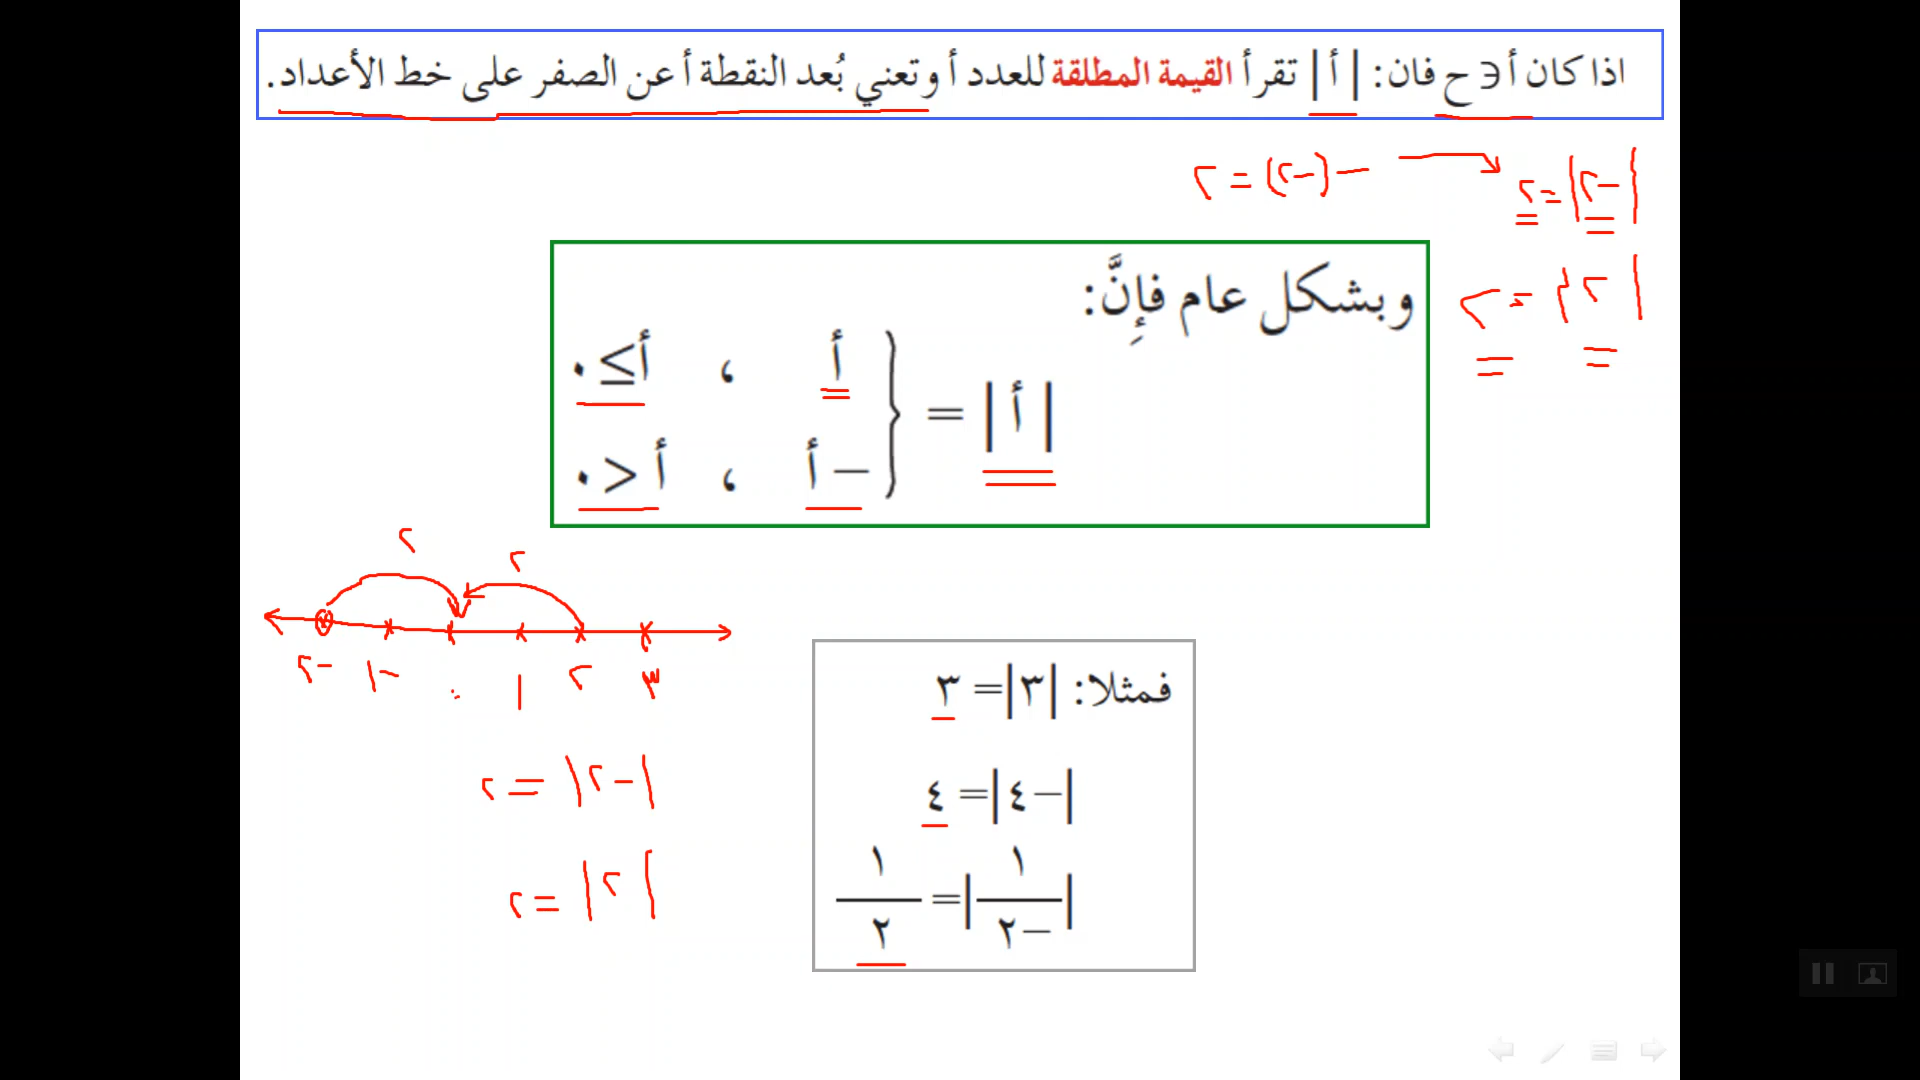 اذا كان أ ∈ ح فان: | أ | تقرأ القيمة المطلقة للعدد أ وتعني بُعد النقطة أ عن الصفر على خط الأعداد.
|-٢| = ٢
-(-٢) = ٢
|٢| = ٢
وبشكل عام فإِنَّ:
| أ | = {
أ ، أ ≥ ٠
- أ ، أ < ٠
٢ ٢
-٢ -١ ٠ ١ ٢ ٣
|-٢| = ٢
|٢| = ٢
فمثلا: |٣| = ٣
|-٤| = ٤
|١/-٢| = ١/٢